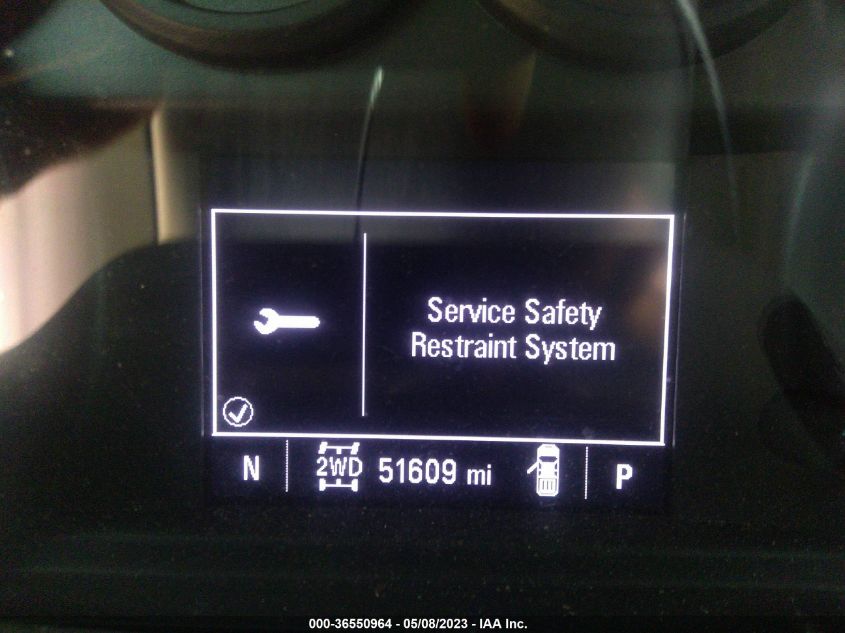 Service Safety
Restraint System
N 2WD 51609 mi P
000-36550964 - 05/08/2023 - IAA Inc.